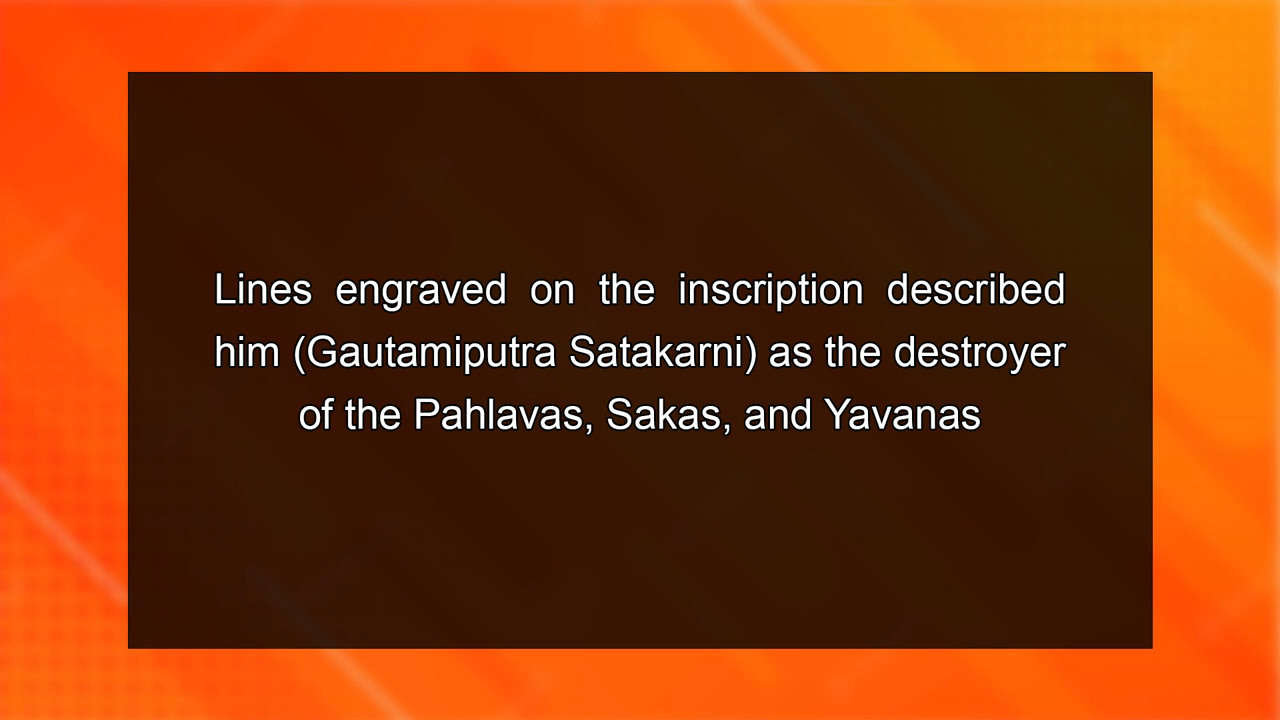 Lines engraved on the inscription described
him (Gautamiputra Satakarni) as the destroyer
of the Pahlavas, Sakas, and Yavanas